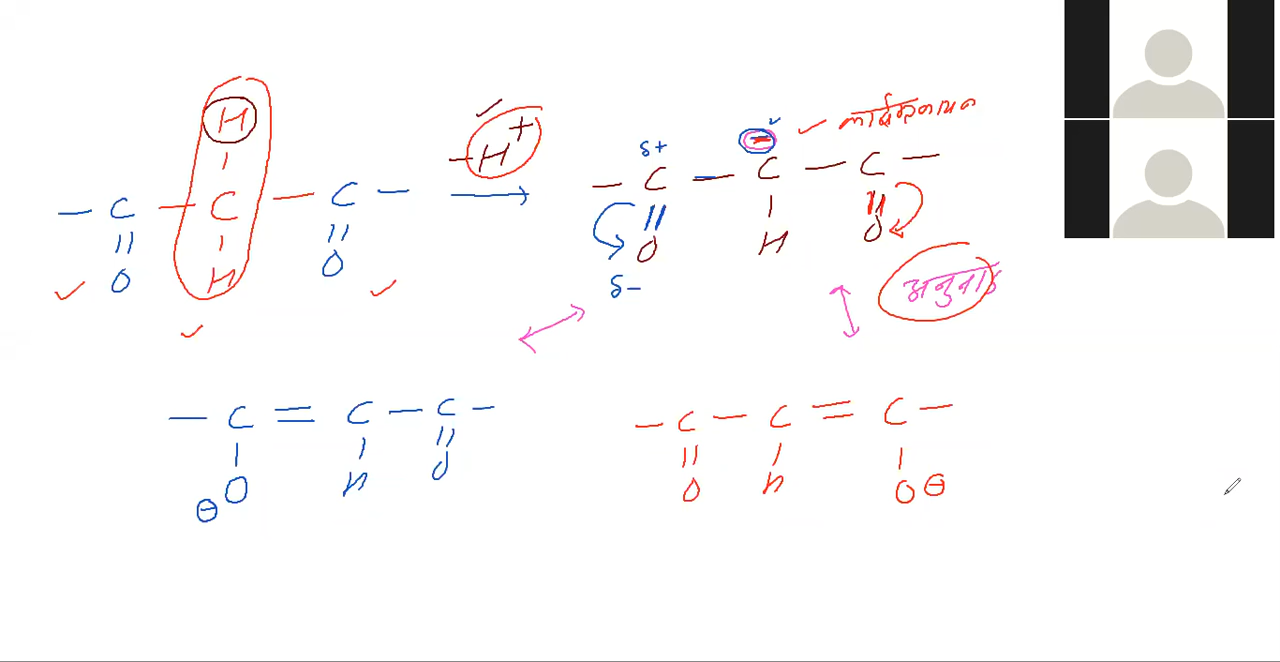 H
-H+
δ+
–
कार्बऋणायन
— C — C — C —
— C — C — C —
|| | ||
|| | ||
O H O
O H O
δ–
अनुनाद
— C = C — C —
— C — C = C —
| | ||
|| | |
⊖ O H O
O H O ⊖